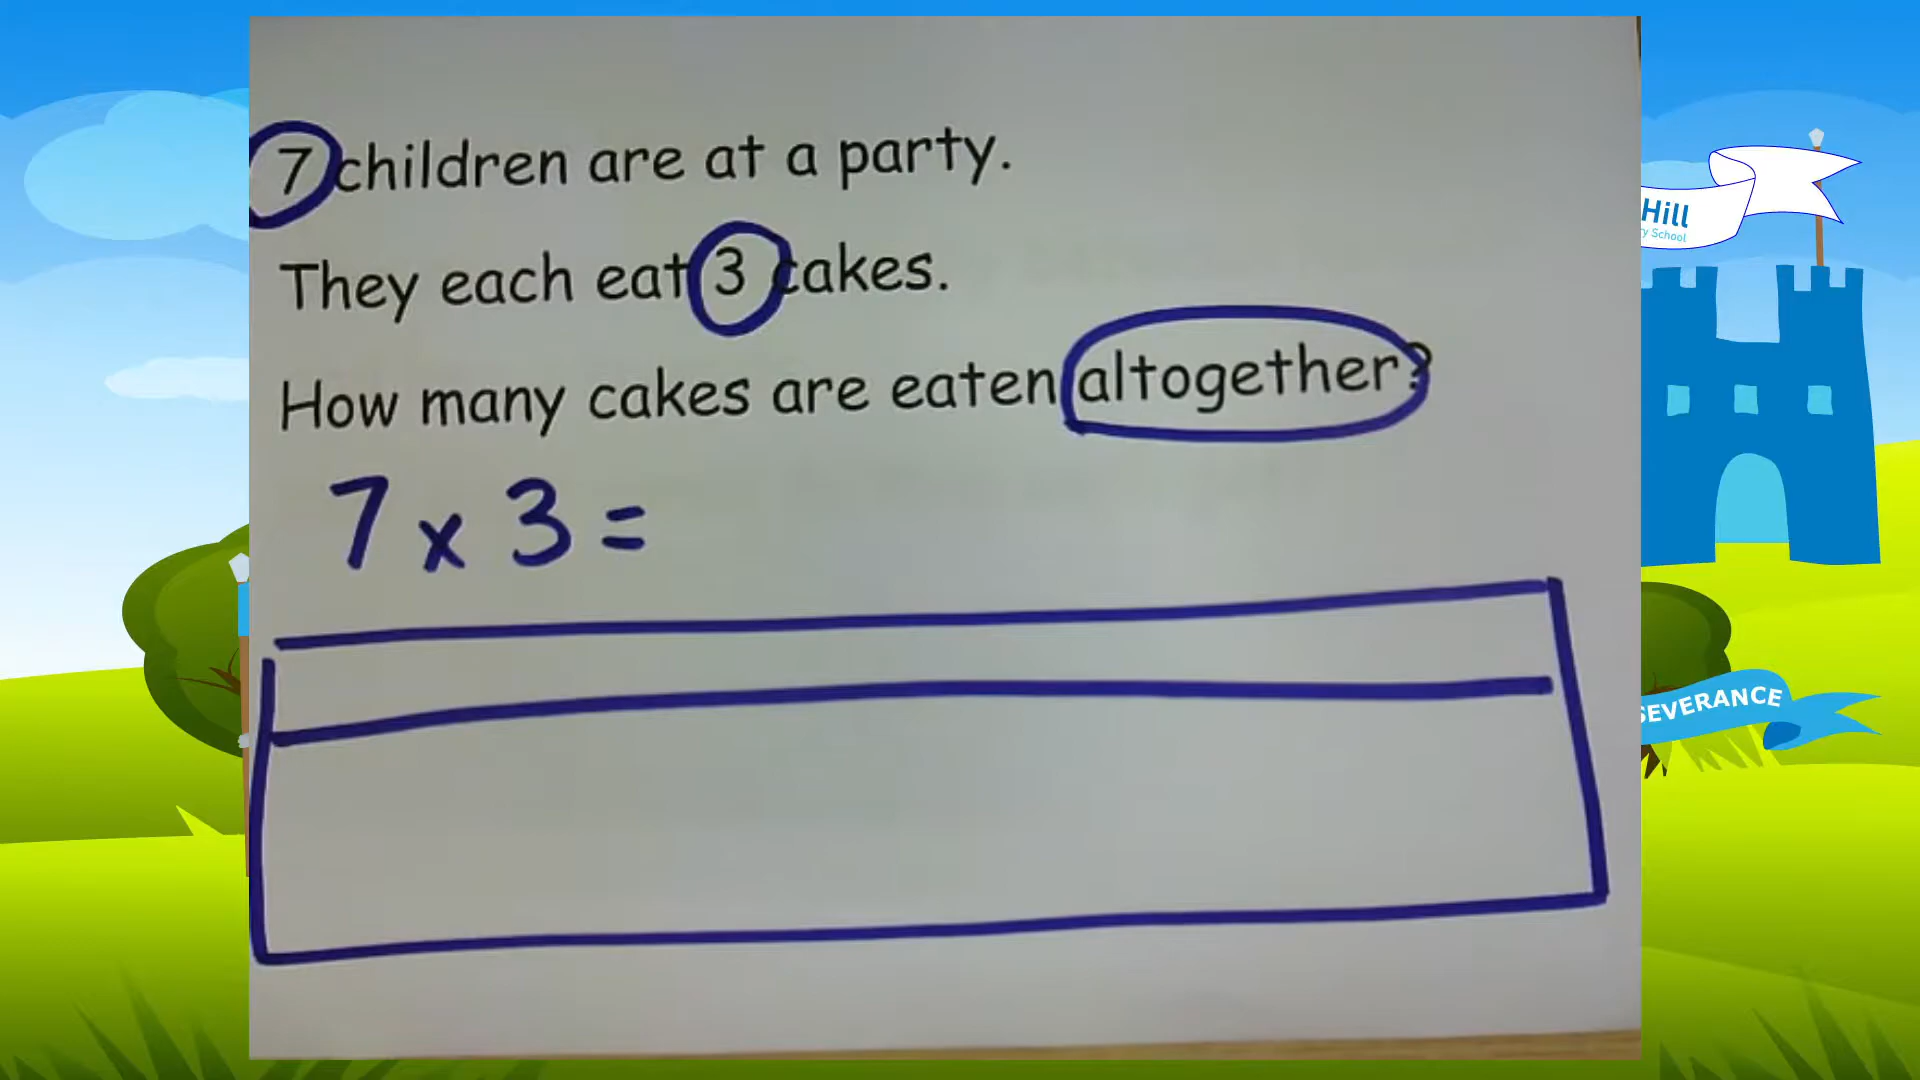 7 children are at a party.
They each eat 3 cakes.
How many cakes are eaten altogether?
7 x 3 =
Hill
School